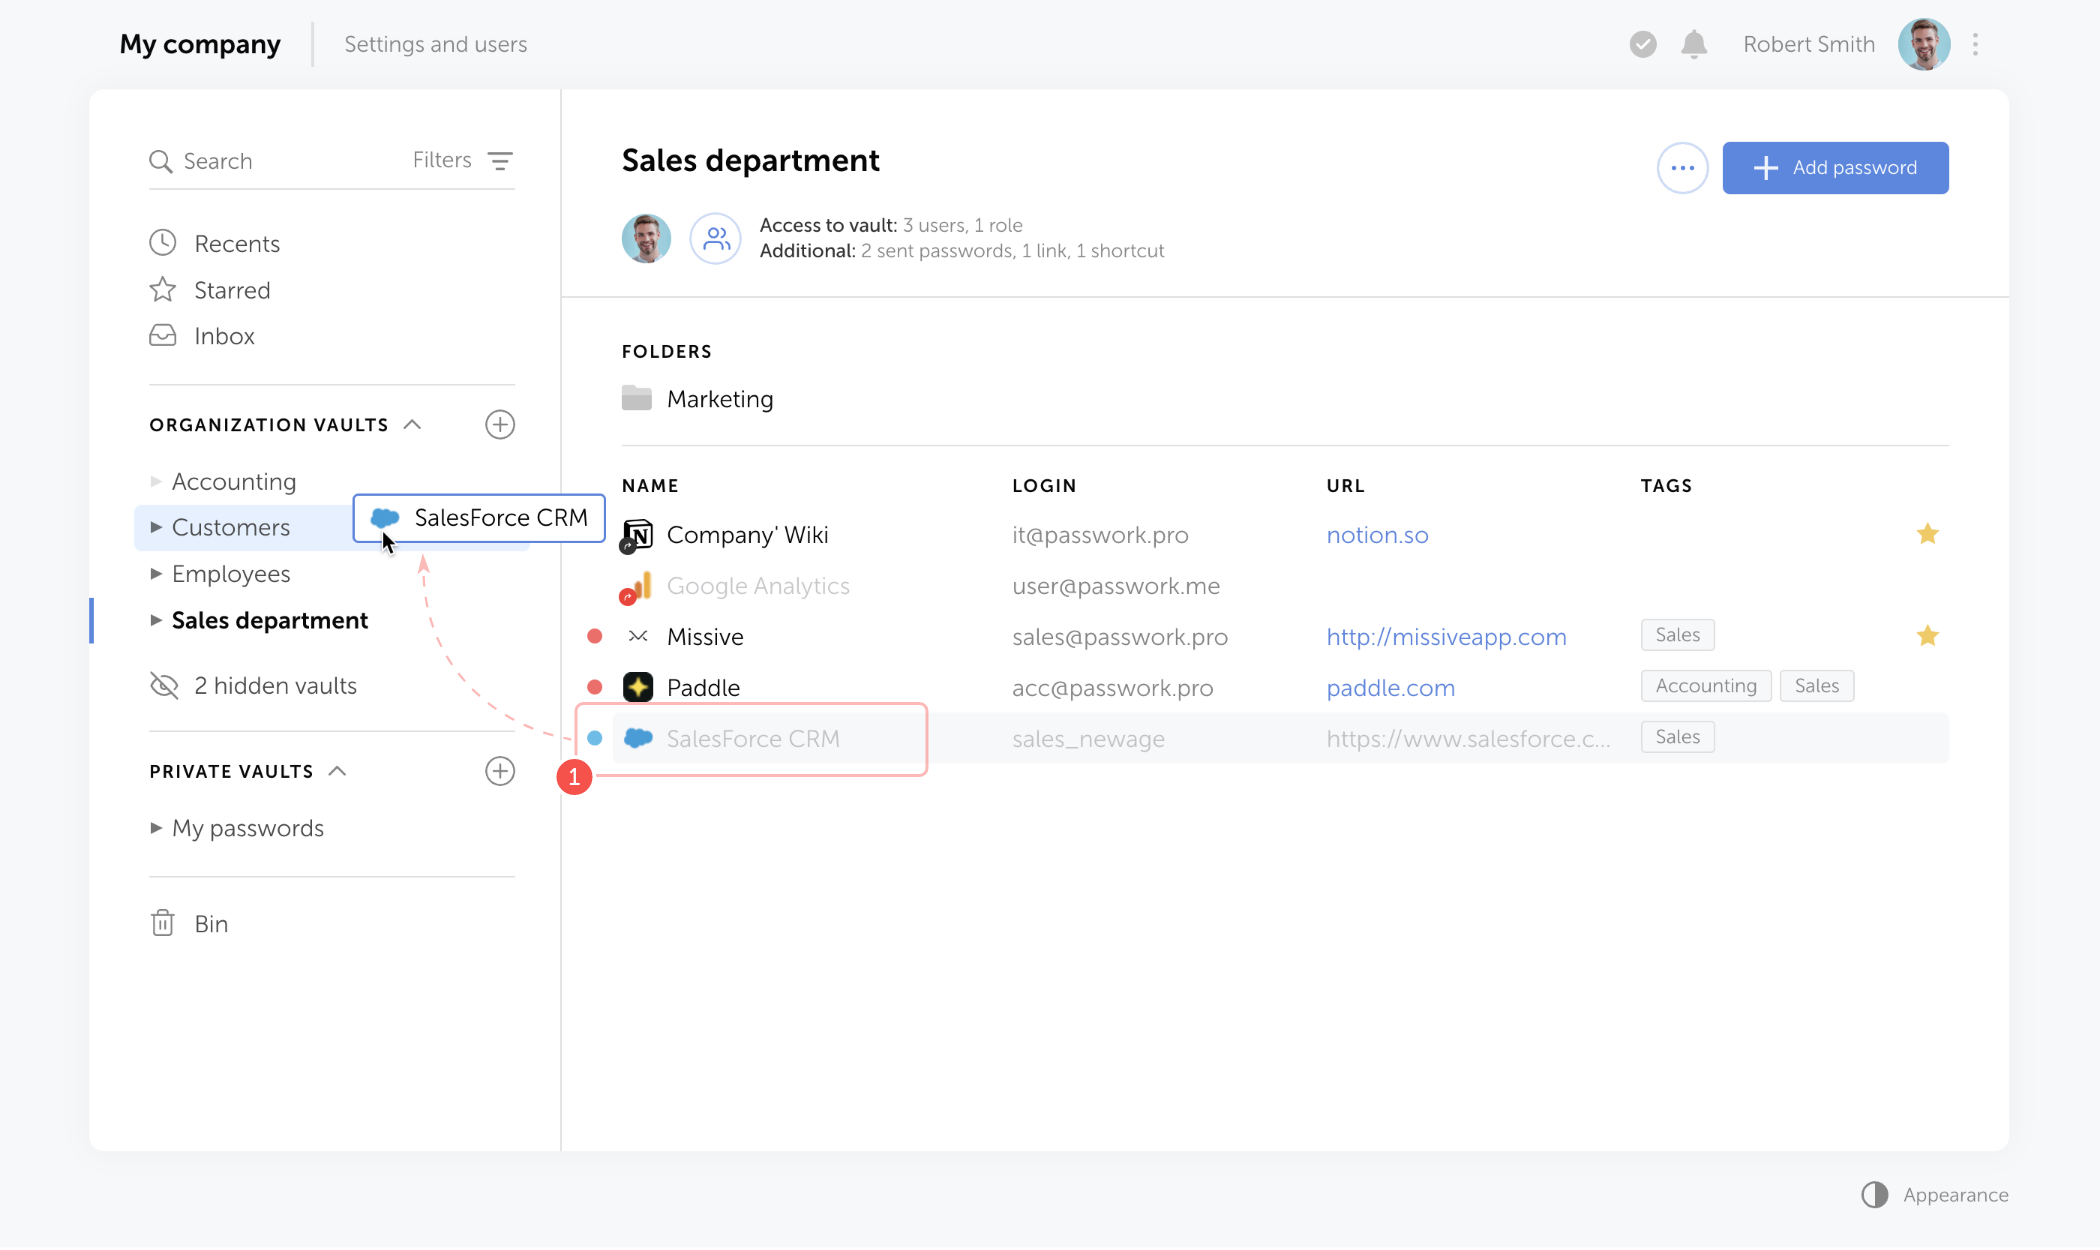 My company
Settings and users
Robert Smith
Search
Filters
Recents
Starred
Inbox
ORGANIZATION VAULTS
Accounting
Customers
SalesForce CRM
Employees
Sales department
2 hidden vaults
PRIVATE VAULTS
My passwords
Bin
Sales department
Add password
Access to vault: 3 users, 1 role
Additional: 2 sent passwords, 1 link, 1 shortcut
FOLDERS
Marketing
NAME LOGIN URL TAGS
Company' Wiki it@passwork.pro notion.so
Google Analytics user@passwork.me
Missive sales@passwork.pro http://missiveapp.com Sales
Paddle acc@passwork.pro paddle.com Accounting Sales
SalesForce CRM sales_newage https://www.salesforce.c... Sales
1
Appearance